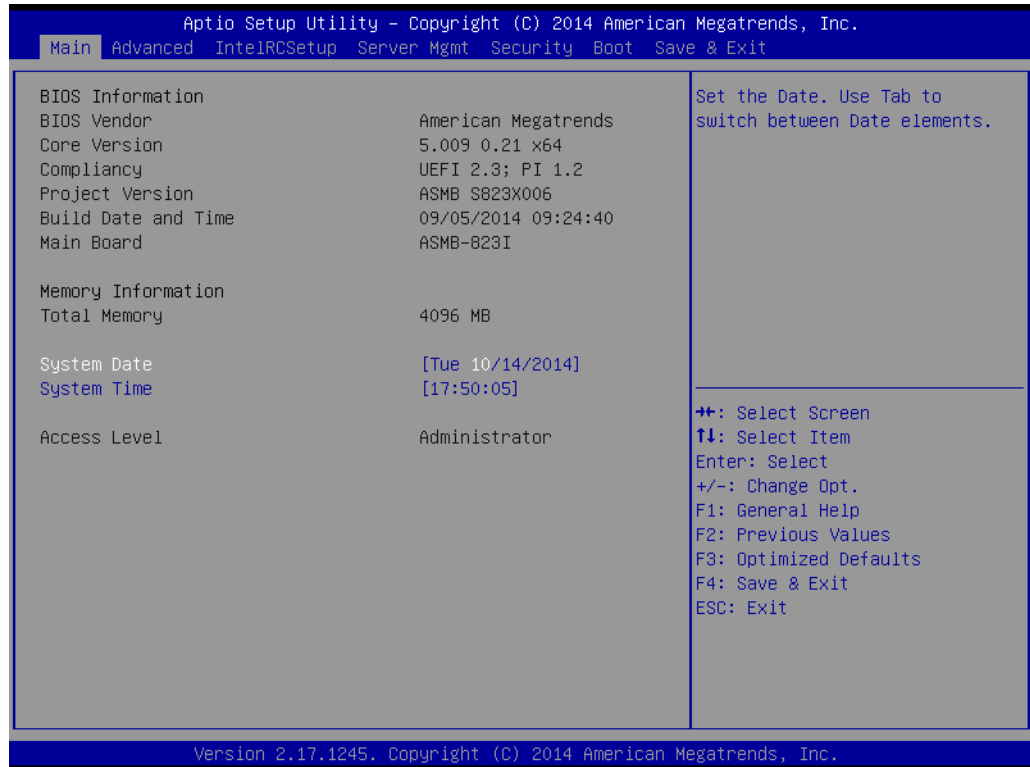 Aptio Setup Utility – Copyright (C) 2014 American Megatrends, Inc.
Main Advanced IntelRCSetup Server Mgmt Security Boot Save & Exit
BIOS Information
BIOS Vendor American Megatrends
Core Version 5.009 0.21 x64
Compliancy UEFI 2.3; PI 1.2
Project Version ASMB S823X006
Build Date and Time 09/05/2014 09:24:40
Main Board ASMB-823I
Memory Information
Total Memory 4096 MB
System Date [Tue 10/14/2014]
System Time [17:50:05]
Access Level Administrator
Set the Date. Use Tab to
switch between Date elements.
→←: Select Screen
↑↓: Select Item
Enter: Select
+/-: Change Opt.
F1: General Help
F2: Previous Values
F3: Optimized Defaults
F4: Save & Exit
ESC: Exit
Version 2.17.1245. Copyright (C) 2014 American Megatrends, Inc.